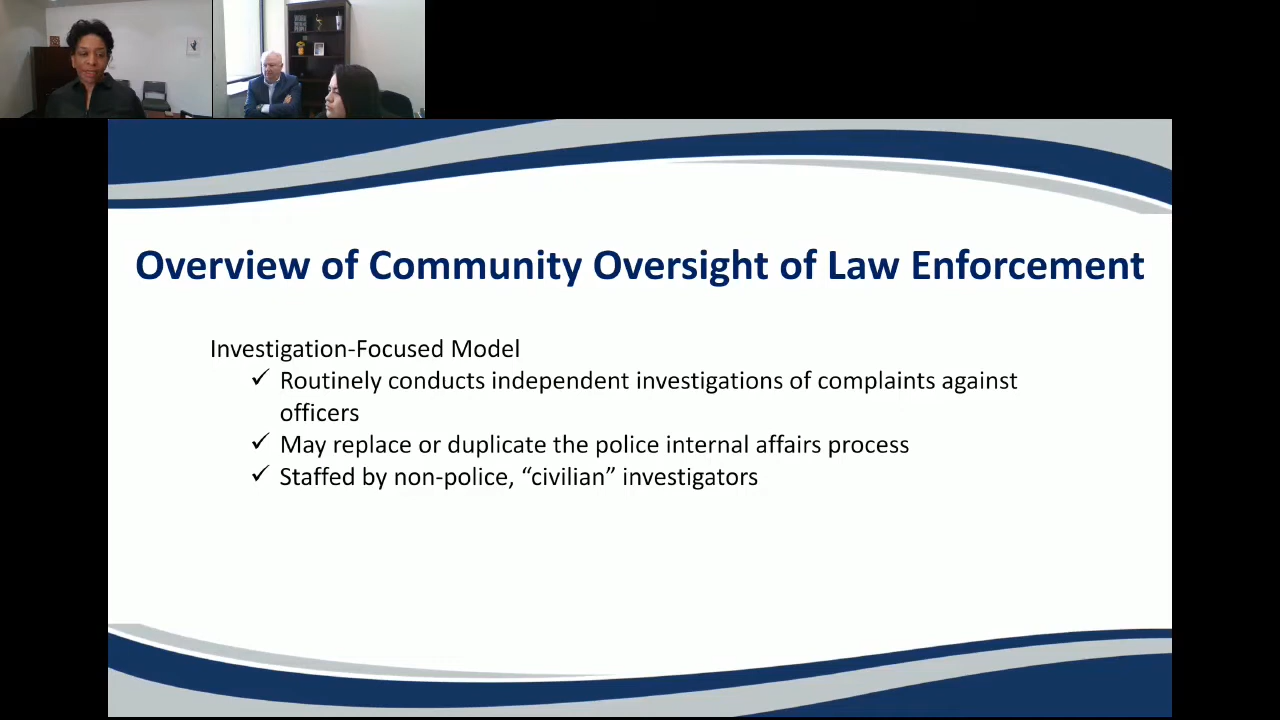 Overview of Community Oversight of Law Enforcement
Investigation-Focused Model
✓ Routinely conducts independent investigations of complaints against
officers
✓ May replace or duplicate the police internal affairs process
✓ Staffed by non-police, “civilian” investigators